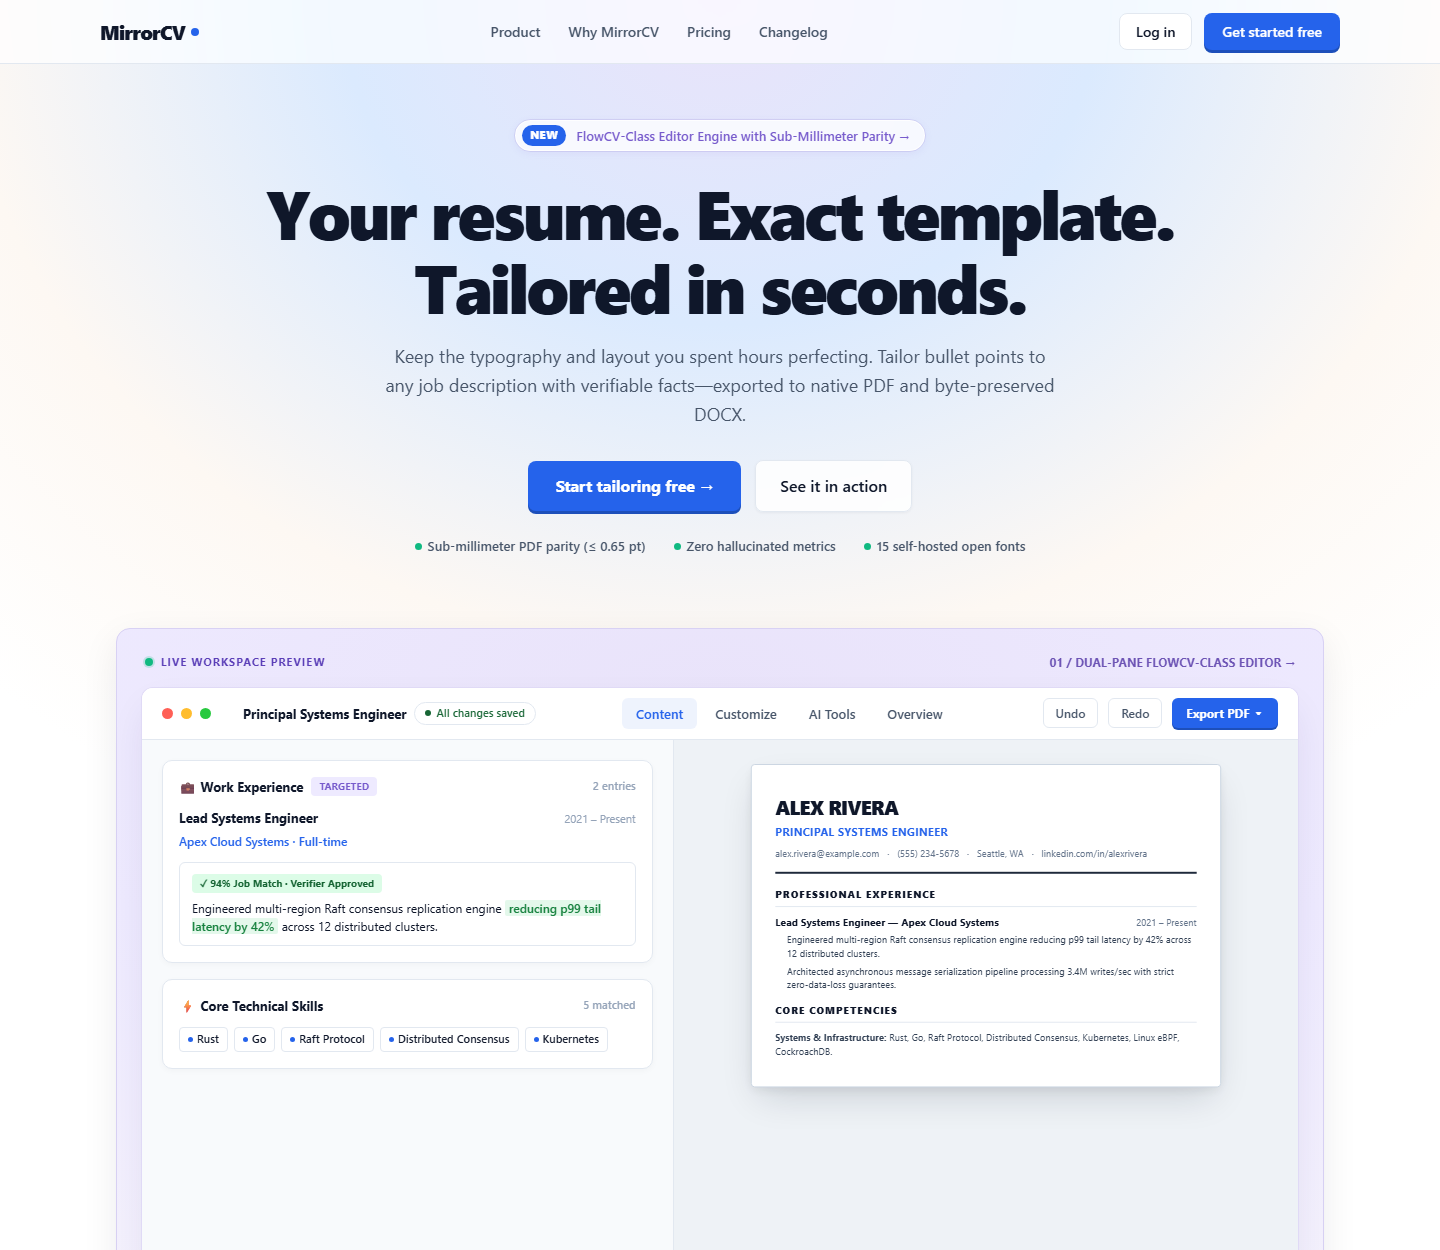 MirrorCV
Product
Why MirrorCV
Pricing
Changelog
Log in
Get started free
NEW FlowCV-Class Editor Engine with Sub-Millimeter Parity →
Your resume. Exact template.
Tailored in seconds.
Keep the typography and layout you spent hours perfecting. Tailor bullet points to
any job description with verifiable facts—exported to native PDF and byte-preserved
DOCX.
Start tailoring free →
See it in action
Sub-millimeter PDF parity (≤ 0.65 pt)
Zero hallucinated metrics
15 self-hosted open fonts
LIVE WORKSPACE PREVIEW
01 / DUAL-PANE FLOWCV-CLASS EDITOR →
Principal Systems Engineer
All changes saved
Content
Customize
AI Tools
Overview
Undo
Redo
Export PDF
Work Experience
TARGETED
2 entries
Lead Systems Engineer
2021 – Present
Apex Cloud Systems · Full-time
✓ 94% Job Match · Verifier Approved
Engineered multi-region Raft consensus replication engine reducing p99 tail
latency by 42% across 12 distributed clusters.
Core Technical Skills
5 matched
Rust
Go
Raft Protocol
Distributed Consensus
Kubernetes
ALEX RIVERA
PRINCIPAL SYSTEMS ENGINEER
alex.rivera@example.com · (555) 234-5678 · Seattle, WA · linkedin.com/in/alexrivera
PROFESSIONAL EXPERIENCE
Lead Systems Engineer — Apex Cloud Systems
2021 – Present
Engineered multi-region Raft consensus replication engine reducing p99 tail latency by 42% across
12 distributed clusters.
Architected asynchronous message serialization pipeline processing 3.4M writes/sec with strict
zero-data-loss guarantees.
CORE COMPETENCIES
Systems & Infrastructure: Rust, Go, Raft Protocol, Distributed Consensus, Kubernetes, Linux eBPF,
CockroachDB.